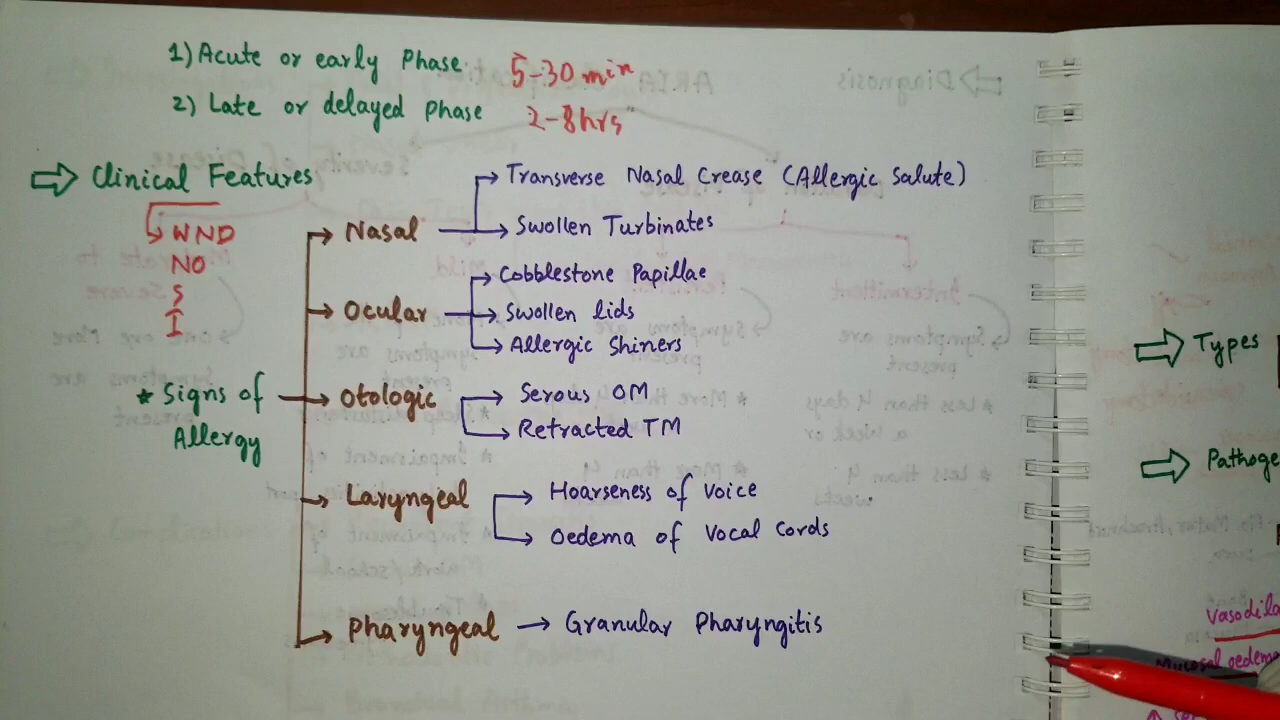 1) Acute or early Phase 5-30 min
2) Late or delayed Phase 2-8hrs
Clinical Features
WND
NO
S
I
* Signs of Allergy
Nasal
Transverse Nasal Crease (Allergic Salute)
Swollen Turbinates
Ocular
Cobblestone Papillae
Swollen lids
Allergic Shiners
Otologic
Serous OM
Retracted TM
Laryngeal
Hoarseness of Voice
Oedema of Vocal Cords
Pharyngeal
Granular Pharyngitis
Types
Pathoge
Vasodila
Mucosal oedema